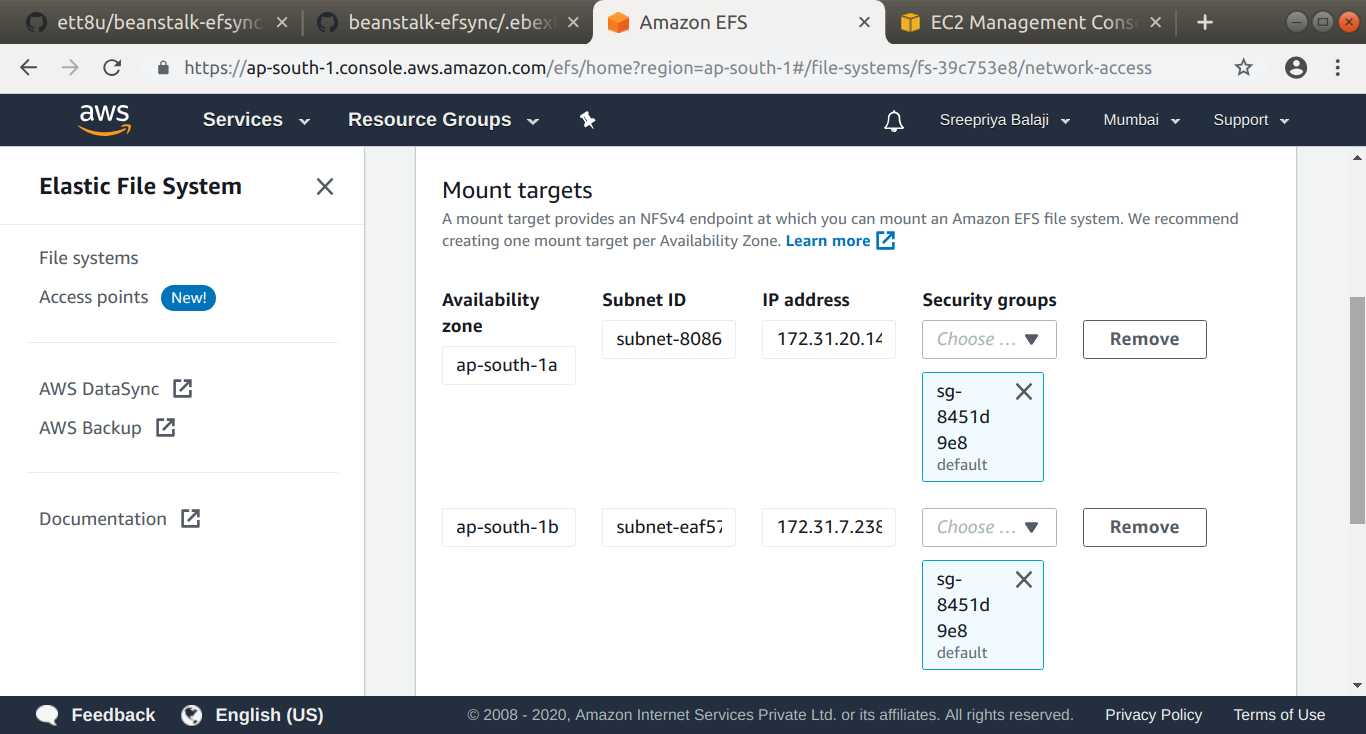 ett8u/beanstalk-efsync
beanstalk-efsync/.ebex
Amazon EFS
EC2 Management Cons
https://ap-south-1.console.aws.amazon.com/efs/home?region=ap-south-1#/file-systems/fs-39c753e8/network-access
aws
Services
Resource Groups
Sreepriya Balaji
Mumbai
Support
Elastic File System
File systems
Access points New!
AWS DataSync
AWS Backup
Documentation
Mount targets
A mount target provides an NFSv4 endpoint at which you can mount an Amazon EFS file system. We recommend
creating one mount target per Availability Zone. Learn more
Availability
zone
Subnet ID
IP address
Security groups
ap-south-1a
subnet-8086
172.31.20.14
Choose ...
Remove
sg-
8451d
9e8
default
ap-south-1b
subnet-eaf57
172.31.7.238
Choose ...
Remove
sg-
8451d
9e8
default
Feedback
English (US)
© 2008 - 2020, Amazon Internet Services Private Ltd. or its affiliates. All rights reserved.
Privacy Policy
Terms of Use